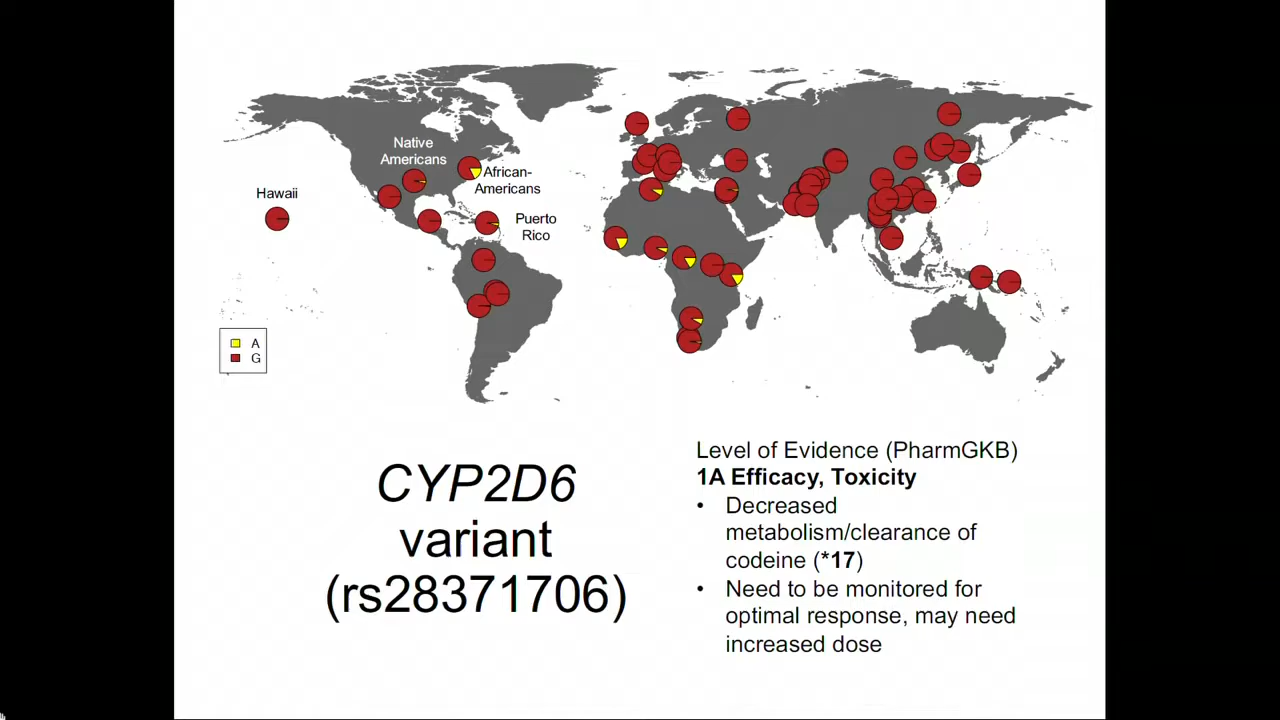 Native
Americans
African-
Americans
Hawaii
Puerto
Rico
A
G
CYP2D6
variant
(rs28371706)
Level of Evidence (PharmGKB)
1A Efficacy, Toxicity
• Decreased
metabolism/clearance of
codeine (*17)
• Need to be monitored for
optimal response, may need
increased dose